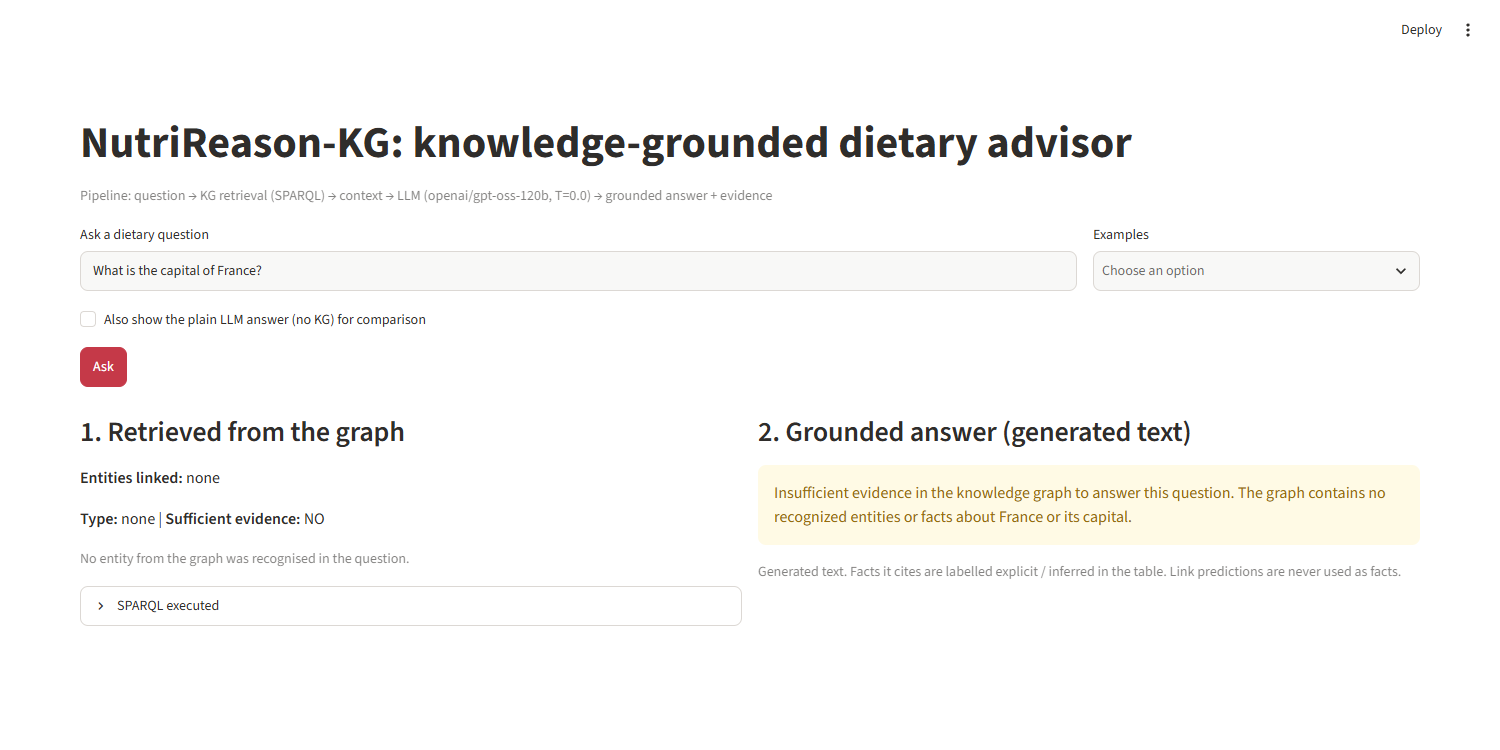 Deploy
NutriReason-KG: knowledge-grounded dietary advisor
Pipeline: question → KG retrieval (SPARQL) → context → LLM (openai/gpt-oss-120b, T=0.0) → grounded answer + evidence
Ask a dietary question
Examples
What is the capital of France?
Choose an option
Also show the plain LLM answer (no KG) for comparison
Ask
1. Retrieved from the graph
Entities linked: none
Type: none | Sufficient evidence: NO
No entity from the graph was recognised in the question.
SPARQL executed
2. Grounded answer (generated text)
Insufficient evidence in the knowledge graph to answer this question. The graph contains no
recognized entities or facts about France or its capital.
Generated text. Facts it cites are labelled explicit / inferred in the table. Link predictions are never used as facts.